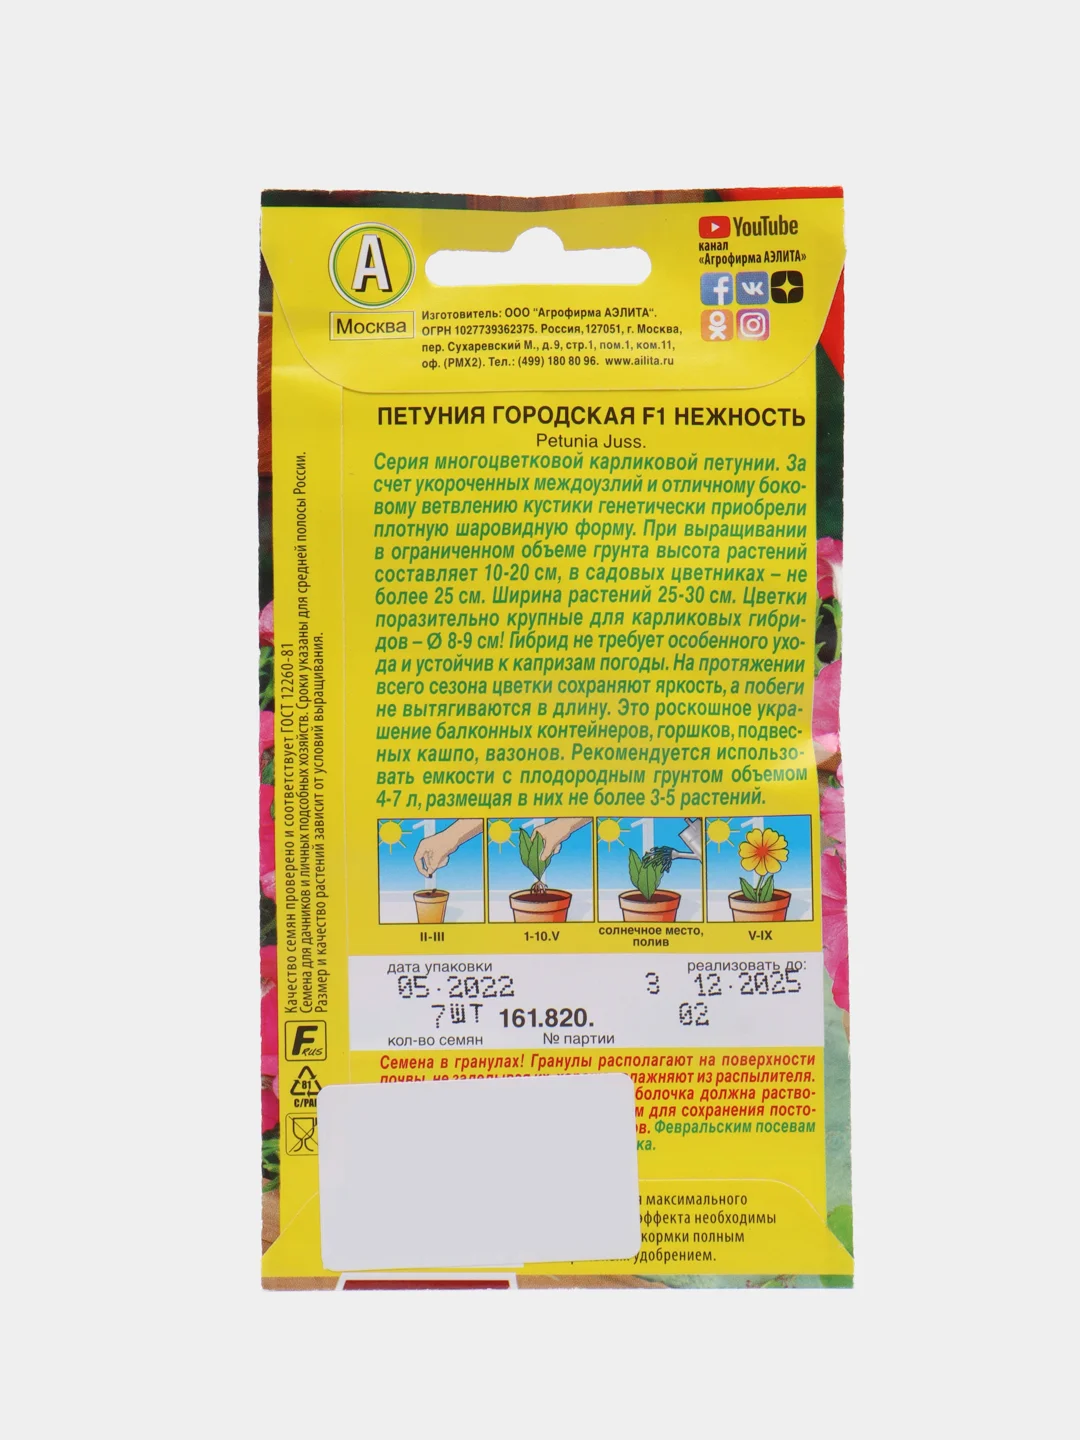 A
Москва
YouTube
канал
«Агрофирма АЭЛИТА»
Изготовитель: ООО "Агрофирма АЭЛИТА".
ОГРН 1027739362375. Россия, 127051, г. Москва,
пер. Сухаревский М., д.9, стр.1, пом.1, ком.11,
оф. (РМХ2). Тел.: (499) 180 80 96. www.ailita.ru
ПЕТУНИЯ ГОРОДСКАЯ F1 НЕЖНОСТЬ
Petunia Juss.
Серия многоцветковой карликовой петунии. За
счет укороченных междоузлий и отличному боко-
вому ветвлению кустики генетически приобрели
плотную шаровидную форму. При выращивании
в ограниченном объеме грунта высота растений
составляет 10-20 см, в садовых цветниках – не
более 25 см. Ширина растений 25-30 см. Цветки
поразительно крупные для карликовых гибри-
дов – Ø 8-9 см! Гибрид не требует особенного ухо-
да и устойчив к капризам погоды. На протяжении
всего сезона цветки сохраняют яркость, а побеги
не вытягиваются в длину. Это роскошное укра-
шение балконных контейнеров, горшков, подвес-
ных кашпо, вазонов. Рекомендуется использо-
вать емкости с плодородным грунтом объемом
4-7 л, размещая в них не более 3-5 растений.
II-III
1-10.V
солнечное место,
полив
V-IX
дата упаковки
реализовать до:
05.2022 3 12.2025
7шт 161.820. 02
кол-во семян № партии
Семена в гранулах! Гранулы располагают на поверхности
почвы, не заделывая их, хорошо увлажняют из распылителя.
болочка должна раство-
м для сохранения посто-
ов. Февральским посевам
ка.
я максимального
эффекта необходимы
кормки полным
удобрением.
Качество семян проверено и соответствует ГОСТ 12260-81
Семена для дачников и личных подсобных хозяйств. Сроки указаны для средней полосы России.
Размер и качество растений зависит от условий выращивания.
F RUS
81
C/PAP